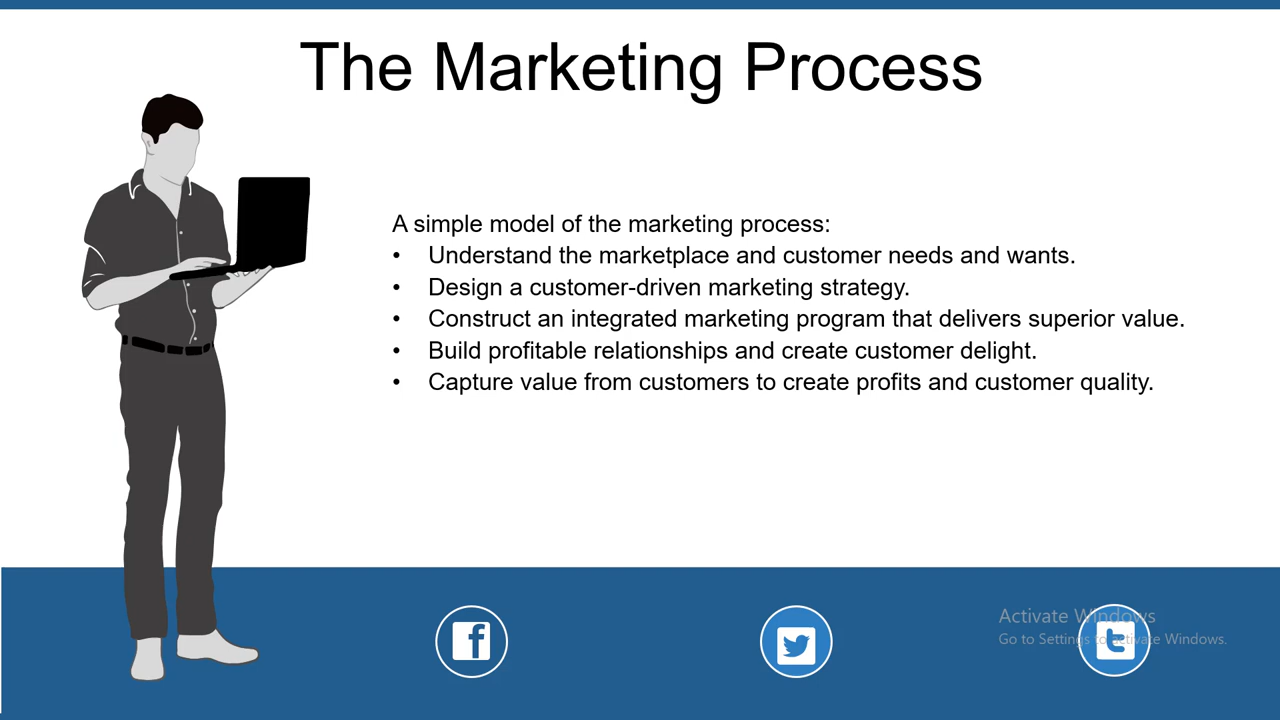 The Marketing Process
A simple model of the marketing process:
• Understand the marketplace and customer needs and wants.
• Design a customer-driven marketing strategy.
• Construct an integrated marketing program that delivers superior value.
• Build profitable relationships and create customer delight.
• Capture value from customers to create profits and customer quality.
Activate Windows
Go to Settings to activate Windows.